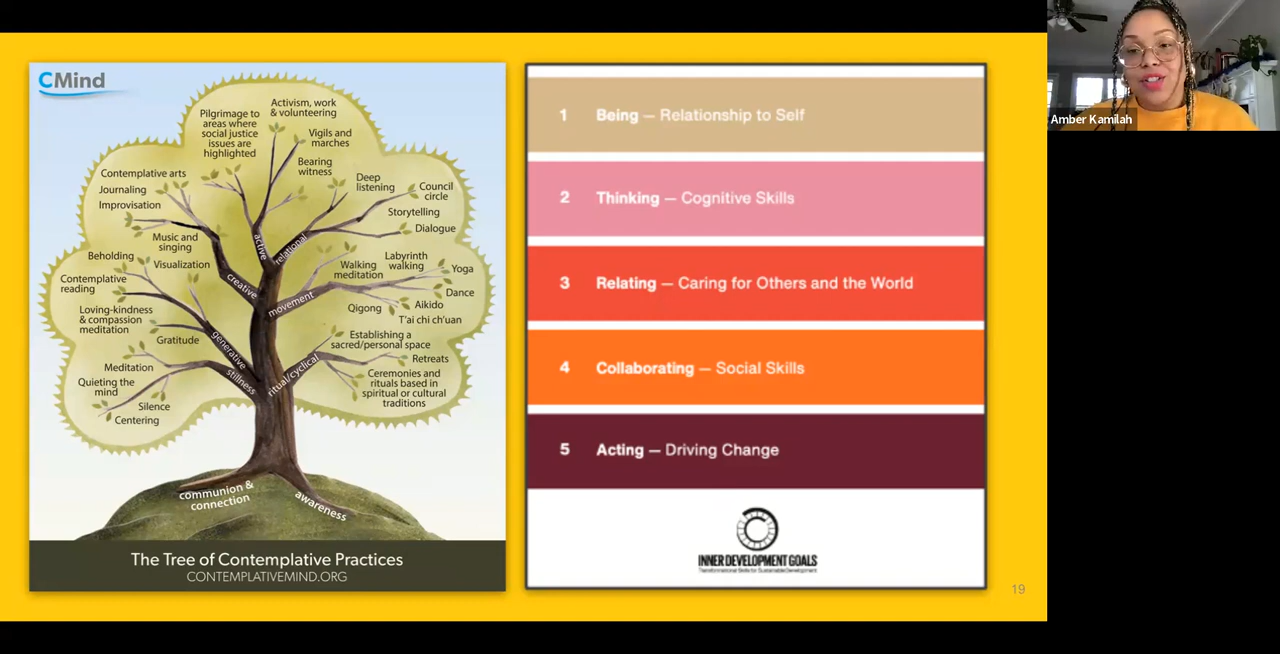 CMind
Activism, work
& volunteering
Pilgrimage to
areas where
social justice
issues are
highlighted
Vigils and
marches
Bearing
witness
Contemplative arts
Journaling
Improvisation
Deep
listening
Council
circle
Storytelling
Dialogue
Music and
singing
Beholding
Visualization
Contemplative
reading
Loving-kindness
& compassion
meditation
Gratitude
Walking
meditation
Labyrinth
walking
Yoga
Dance
Aikido
Qigong
T'ai chi ch'uan
Establishing a
sacred/personal space
Retreats
Ceremonies and
rituals based in
spiritual or cultural
traditions
Meditation
Quieting the
mind
Silence
Centering
active
relational
creative
movement
generative
stillness
ritual/cyclical
communion &
connection
awareness
The Tree of Contemplative Practices
CONTEMPLATIVEMIND.ORG
1 Being — Relationship to Self
2 Thinking — Cognitive Skills
3 Relating — Caring for Others and the World
4 Collaborating — Social Skills
5 Acting — Driving Change
INNER DEVELOPMENT GOALS
Transformational Skills for Sustainable Development
19
Amber Kamilah